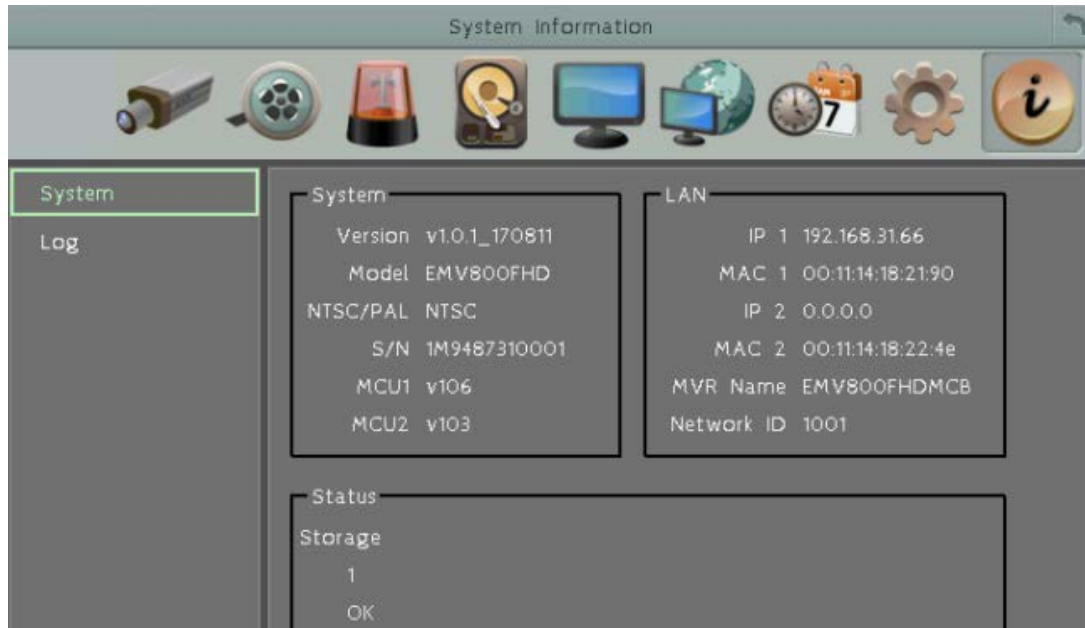 System Information
JAN 27
7
System
Log
System
Version v1.0.1_170811
Model EMV800FHD
NTSC/PAL NTSC
S/N 1M9487310001
MCU1 v106
MCU2 v103
LAN
IP 1 192.168.31.66
MAC 1 00:11:14:18:21:90
IP 2 0.0.0.0
MAC 2 00:11:14:18:22:4e
MVR Name EMV800FHDMCB
Network ID 1001
Status
Storage
1
OK